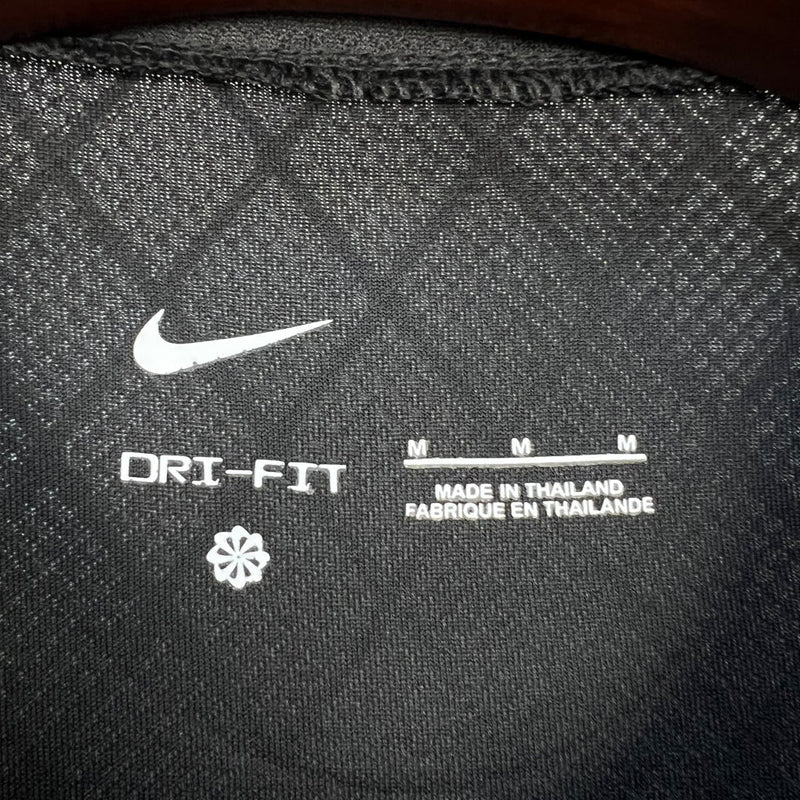 DRI-FIT
M M M
MADE IN THAILAND
FABRIQUE EN THAILANDE